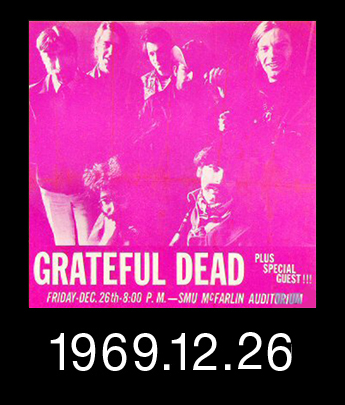 GRATEFUL DEAD
PLUS
SPECIAL
GUEST!!!
FRIDAY-DEC. 26th-8:00 P. M.—SMU McFARLIN AUDITORIUM
1969.12.26